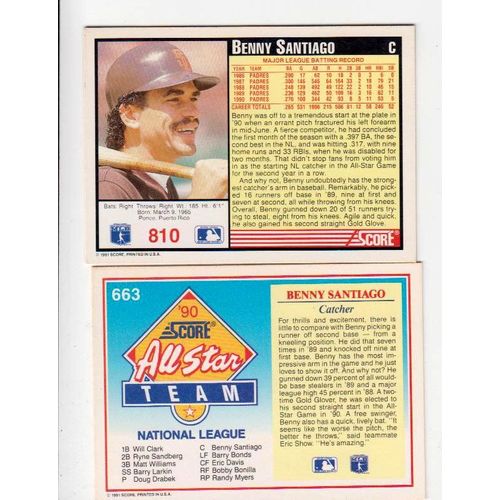 BENNY SANTIAGO C
MAJOR LEAGUE BATTING RECORD
YR TEAM BA G AB R H 2B 3B HR RBI SB
1986 PADRES
1987 PADRES
1988 PADRES
1989 PADRES
1990 PADRES
CAREER TOTALS
Benny was off to a tremendous start at the plate in
'90 when an errant pitch fractured his left forearm
in mid-June. A fierce competitor, he had concluded
the first month of the season with a .397 BA, the
second best in the NL, and was hitting .317, with nine
home runs and 33 RBIs, when he was disabled for
two months. That didn't stop fans from voting him
in as the starting NL catcher in the All-Star Game
for the second year in a row.
And why not, Benny undoubtedly has the strong-
est catcher's arm in baseball. Remarkably, he pick-
ed 16 runners off base in '89, nine at first and
seven at second, all while throwing from his knees.
Overall, Benny gunned down 20 of 51 runners try-
ing to steal, eight from his knees. Agile and quick,
he also gained his second straight Gold Glove.
Bats: Right Throws: Right Wt: 185 Ht: 6'1"
Born: March 9, 1965
Ponce, Puerto Rico
810
SCORE
© 1991 SCORE, PRINTED IN U.S.A.
663
'90
SCORE
All-Star
TEAM
NATIONAL LEAGUE
1B Will Clark C Benny Santiago
2B Ryne Sandberg LF Barry Bonds
3B Matt Williams CF Eric Davis
SS Barry Larkin RF Bobby Bonilla
P Doug Drabek RP Randy Myers
© 1991 SCORE, PRINTED IN U.S.A.
BENNY SANTIAGO
Catcher
For thrills and excitement, there is
little to compare with Benny picking a
runner off second base - from a
kneeling position. He did that seven
times in '89 and knocked off nine at
first base. Benny has the most im-
pressive arm in the game and just
loves to show it off. And why not? He
gunned down 39 percent of all would-
be base stealers in '89 and a major
league high 45 percent in '88. A two-
time Gold Glover, he was elected to
his second straight start in the All-Star
Game in '90. A free swinger,
Benny also has a quick, lively bat. "It
seems like the worse the pitch, the
better he throws," said teammate
Eric Show. "He's amazing."